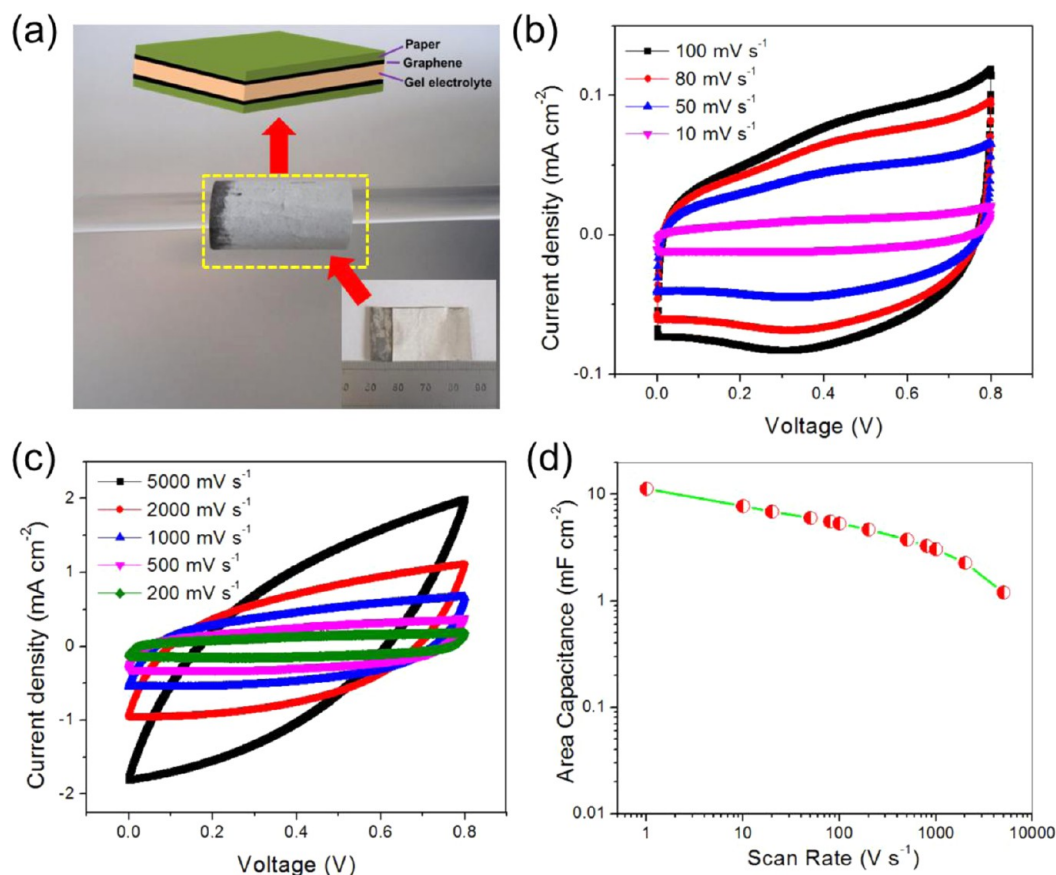 (a)
Paper
Graphene
Gel electrolyte
(b)
100 mV s⁻¹
80 mV s⁻¹
50 mV s⁻¹
10 mV s⁻¹
Current density (mA cm⁻²)
0.1
0.0
-0.1
0.0 0.2 0.4 0.6 0.8
Voltage (V)
(c)
5000 mV s⁻¹
2000 mV s⁻¹
1000 mV s⁻¹
500 mV s⁻¹
200 mV s⁻¹
Current density (mA cm⁻²)
2
1
0
-1
-2
0.0 0.2 0.4 0.6 0.8
Voltage (V)
(d)
Area Capacitance (mF cm⁻²)
10
1
0.1
0.01
1 10 100 1000 10000
Scan Rate (V s⁻¹)